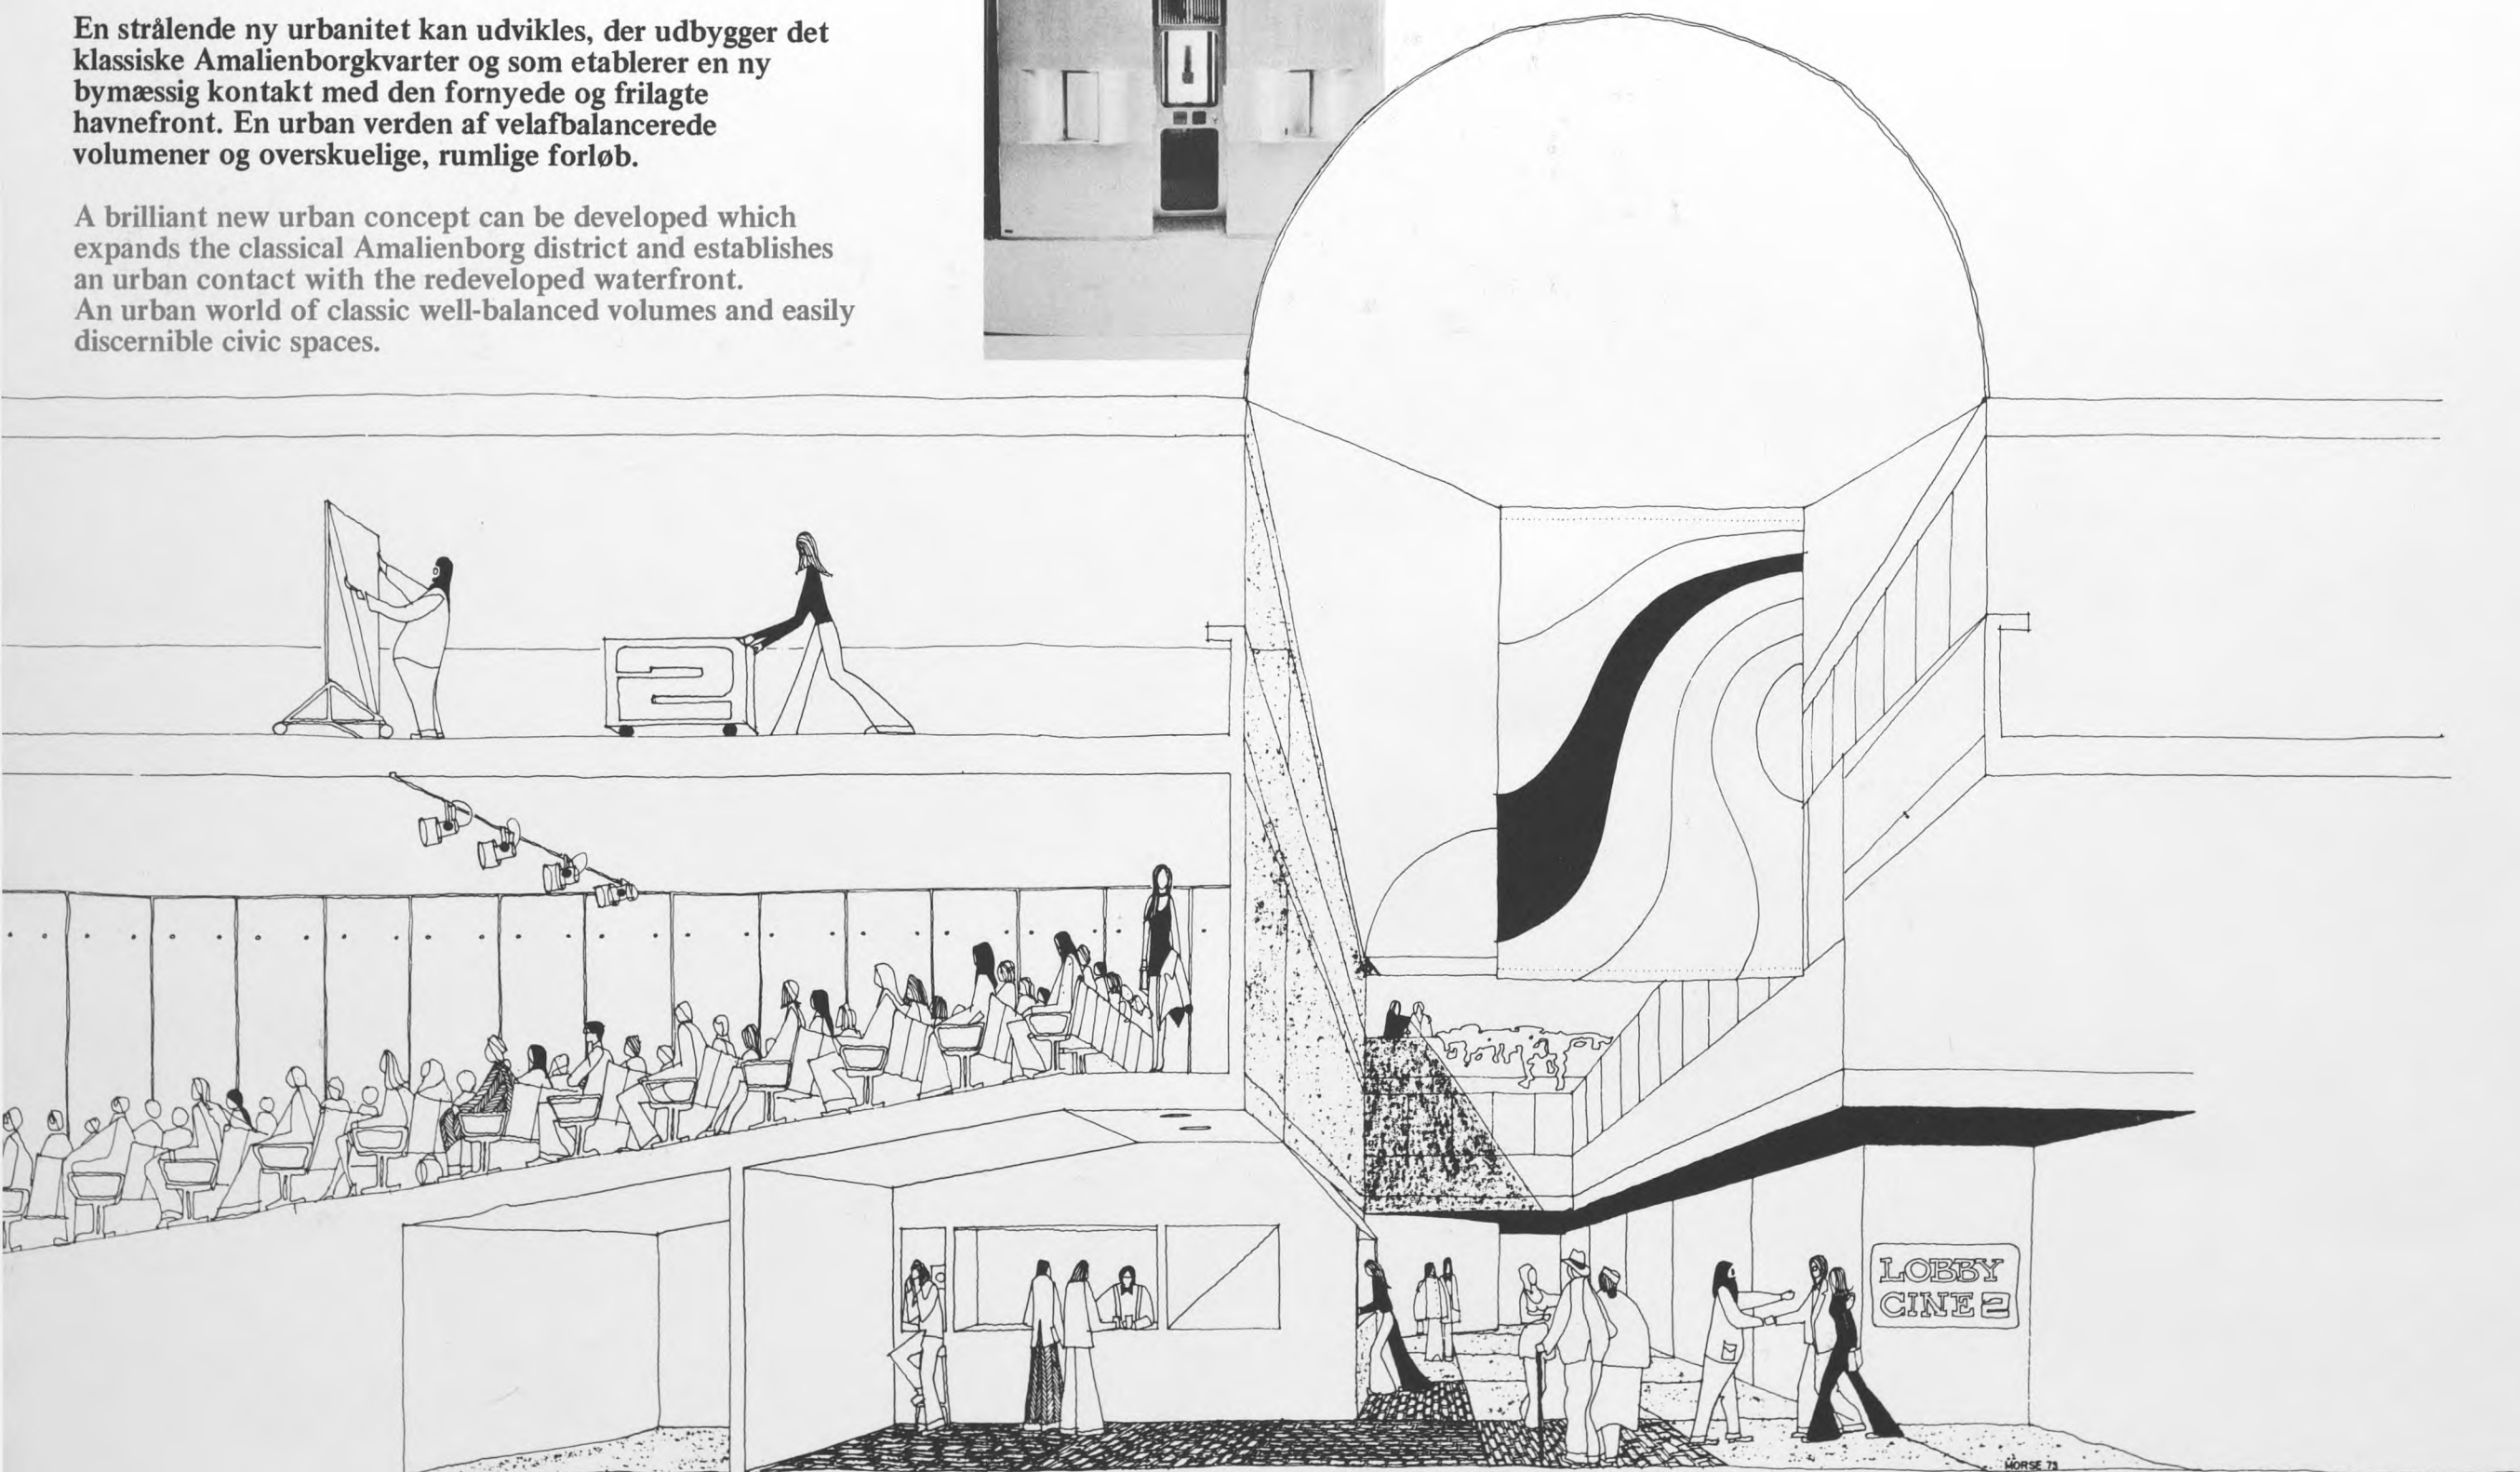 En strålende ny urbanitet kan udvikles, der udbygger det
klassiske Amalienborgkvarter og som etablerer en ny
bymæssig kontakt med den fornyede og frilagte
havnefront. En urban verden af velafbalancerede
volumener og overskuelige, rumlige forløb.
A brilliant new urban concept can be developed which
expands the classical Amalienborg district and establishes
an urban contact with the redeveloped waterfront.
An urban world of classic well-balanced volumes and easily
discernible civic spaces.
2
LOBBY
CINE 2
MORSE 73